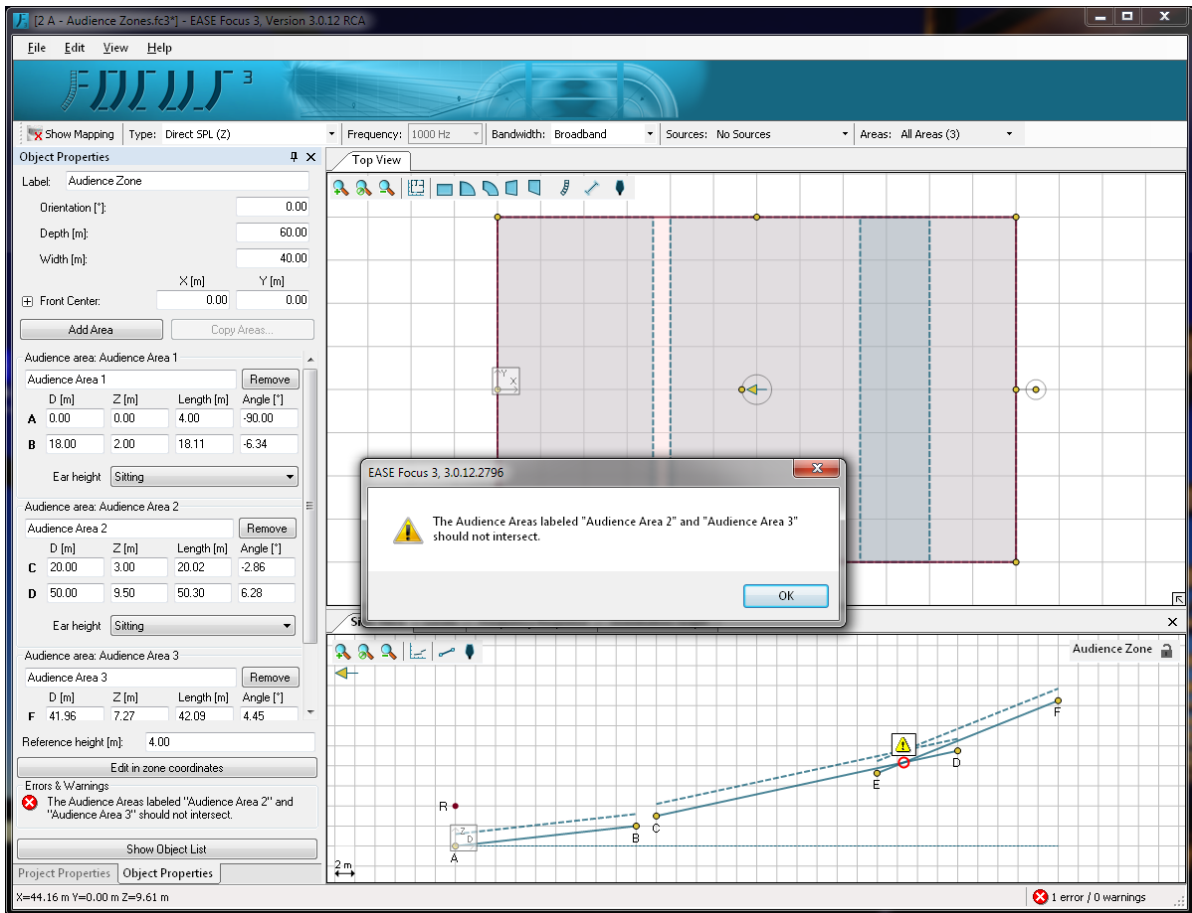 [2 A - Audience Zones.fc3*] - EASE Focus 3, Version 3.0.12 RCA
File Edit View Help
FOCUS 3
Show Mapping Type: Direct SPL (Z) Frequency: 1000 Hz Bandwidth: Broadband Sources: No Sources Areas: All Areas (3)
Object Properties
Top View
Label: Audience Zone
Orientation [°]: 0.00
Depth [m]: 60.00
Width [m]: 40.00
X [m] Y [m]
Front Center: 0.00 0.00
Add Area Copy Areas...
Audience area: Audience Area 1
Audience Area 1 Remove
D [m] Z [m] Length [m] Angle [°]
A 0.00 0.00 4.00 -90.00
B 18.00 2.00 18.11 -6.34
Ear height Sitting
Audience area: Audience Area 2
Audience Area 2 Remove
D [m] Z [m] Length [m] Angle [°]
C 20.00 3.00 20.02 -2.86
D 50.00 9.50 50.30 6.28
Ear height Sitting
Audience area: Audience Area 3
Audience Area 3 Remove
D [m] Z [m] Length [m] Angle [°]
F 41.96 7.27 42.09 4.45
Reference height [m]: 4.00
Edit in zone coordinates
Errors & Warnings
The Audience Areas labeled "Audience Area 2" and
"Audience Area 3" should not intersect.
Show Object List
Project Properties Object Properties
X=44.16 m Y=0.00 m Z=9.61 m
Y
X
EASE Focus 3, 3.0.12.2796
The Audience Areas labeled "Audience Area 2" and "Audience Area 3"
should not intersect.
OK
Audience Zone
F
D
E
R
C
B
Z
D
A
2 m
1 error / 0 warnings